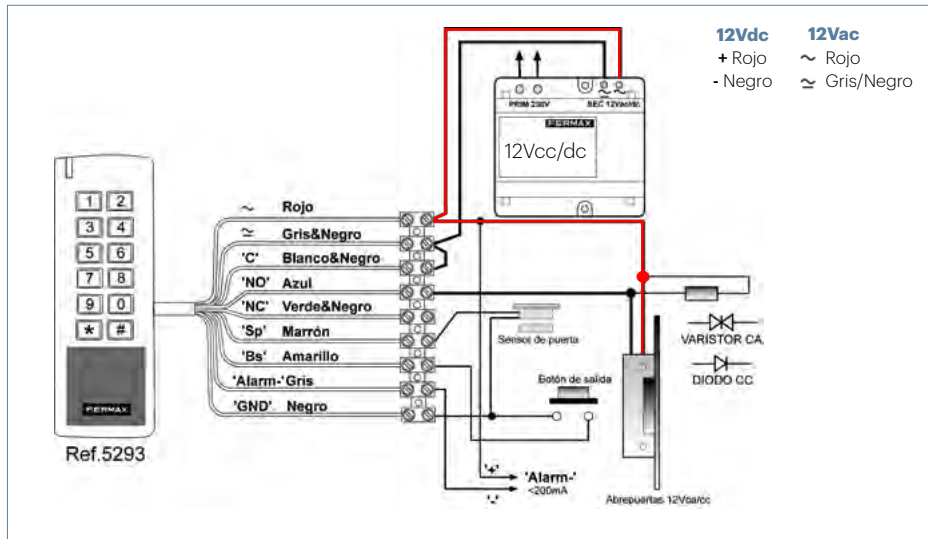 12Vdc 12Vac
+ Rojo ~ Rojo
- Negro ≃ Gris/Negro
PRIM 230V SEC 12Vac/dc
FERMAX
12Vcc/dc
1 2
3 4
5 6
7 8
9 0
* #
FERMAX
Ref.5293
~ Rojo
≃ Gris&Negro
'C' Blanco&Negro
'NO' Azul
'NC' Verde&Negro
'Sp' Marrón
'Bs' Amarillo
'Alarm-' Gris
'GND' Negro
Sensor de puerta
Botón de salida
'+' 'Alarm-'
'-' <200mA
VARISTOR CA.
DIODO CC
Abrepuertas 12Vca/cc